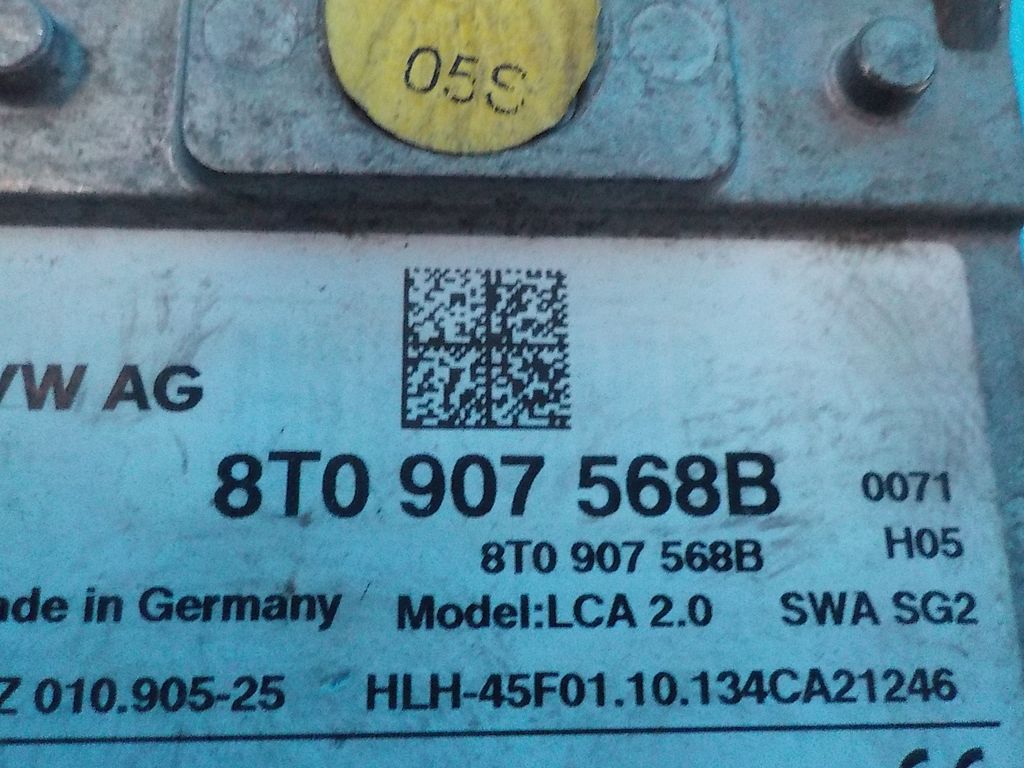 05S
VW AG
8T0 907 568B 0071
8T0 907 568B H05
ade in Germany Model:LCA 2.0 SWA SG2
Z 010.905-25 HLH-45F01.10.134CA21246